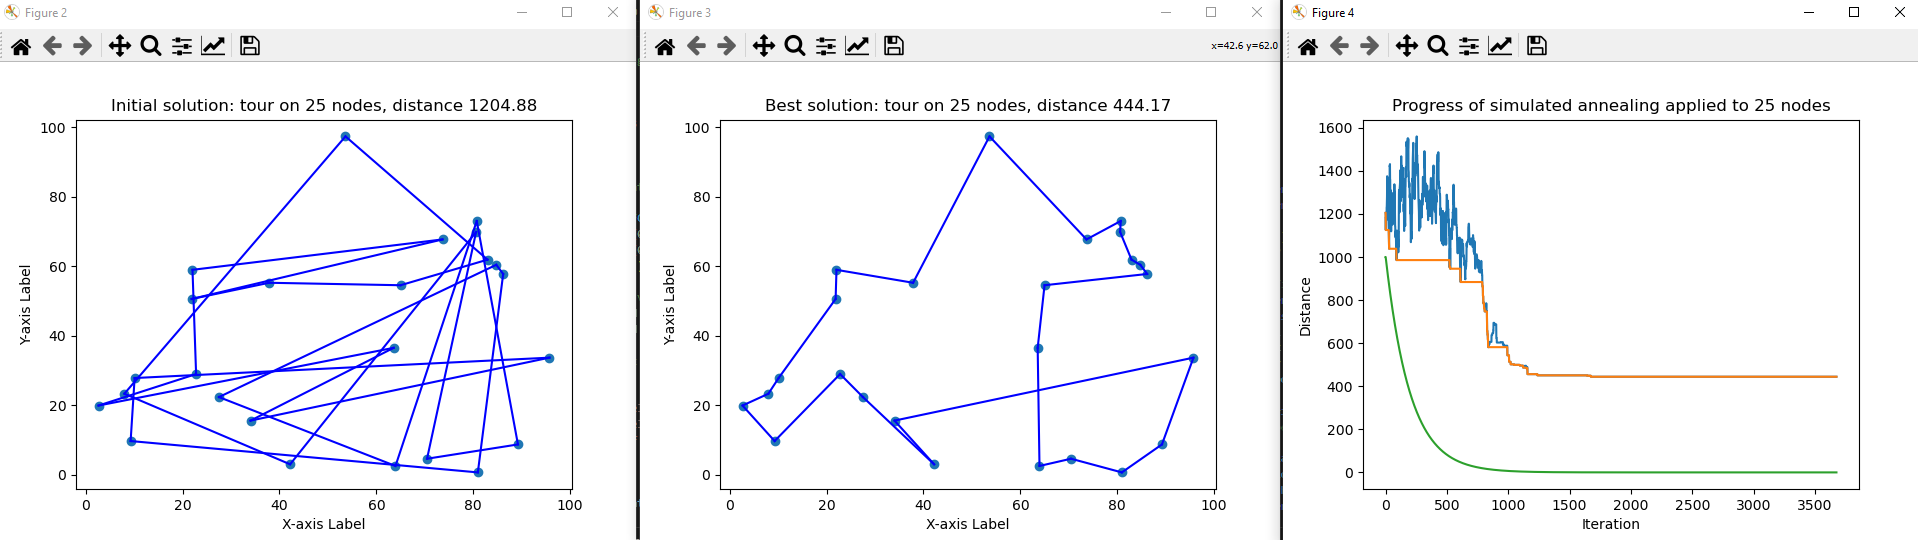 Figure 2
Initial solution: tour on 25 nodes, distance 1204.88
100
80
60
40
20
0
Y-axis Label
0 20 40 60 80 100
X-axis Label
Figure 3
x=42.6 y=62.0
Best solution: tour on 25 nodes, distance 444.17
100
80
60
40
20
0
Y-axis Label
0 20 40 60 80 100
X-axis Label
Figure 4
Progress of simulated annealing applied to 25 nodes
1600
1400
1200
1000
800
600
400
200
0
Distance
0 500 1000 1500 2000 2500 3000 3500
Iteration